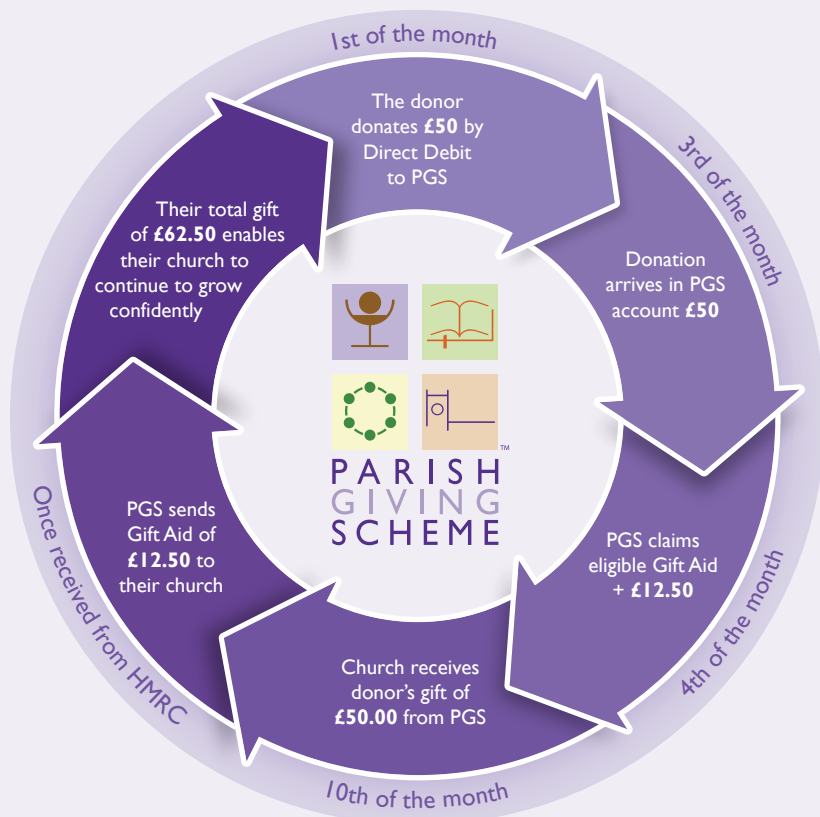 1st of the month
The donor
donates £50 by
Direct Debit
to PGS
3rd of the month
Donation
arrives in PGS
account £50
4th of the month
PGS claims
eligible Gift Aid
+ £12.50
10th of the month
Church receives
donor's gift of
£50.00 from PGS
Once received from HMRC
PGS sends
Gift Aid of
£12.50 to
their church
Their total gift
of £62.50 enables
their church to
continue to grow
confidently
PARISH
GIVING
SCHEME
TM